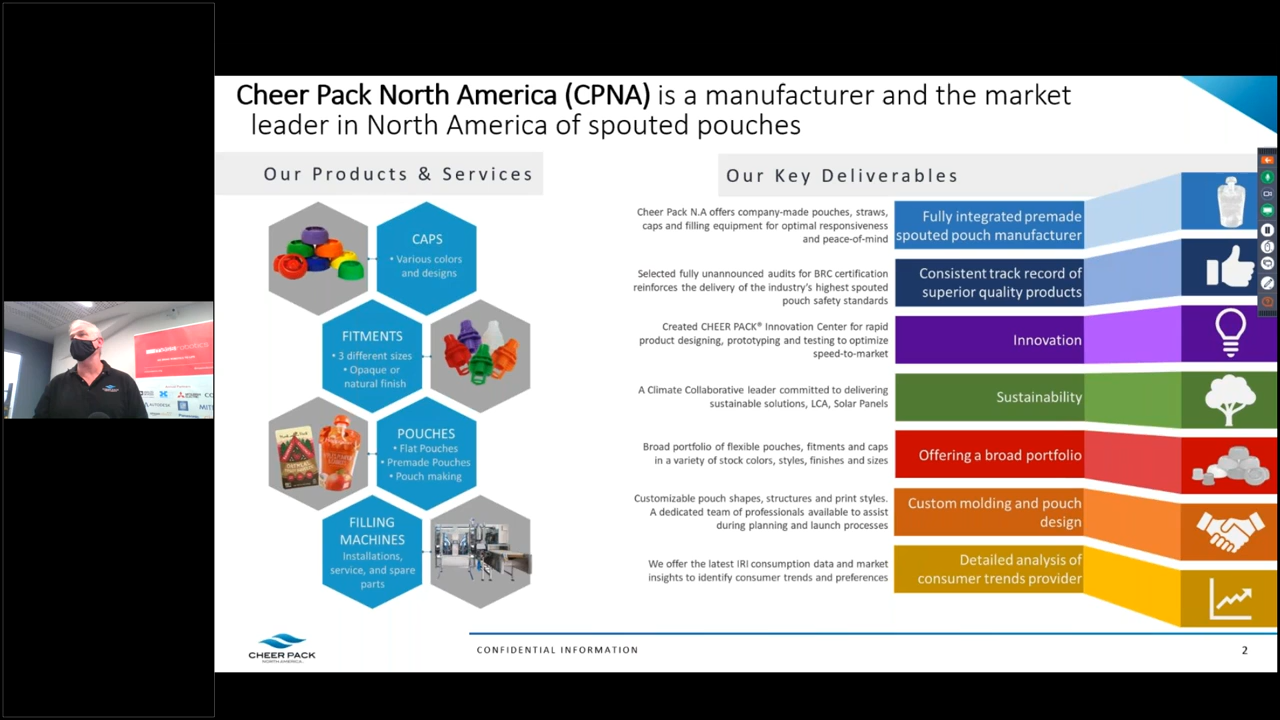 Cheer Pack North America (CPNA) is a manufacturer and the market
leader in North America of spouted pouches
Our Products & Services
CAPS
• Various colors
and designs
FITMENTS
• 3 different sizes
• Opaque or
natural finish
POUCHES
• Flat Pouches
• Premade Pouches
• Pouch making
FILLING
MACHINES
Installations,
service, and spare
parts
Our Key Deliverables
Cheer Pack N.A offers company-made pouches, straws,
caps and filling equipment for optimal responsiveness
and peace-of-mind
Fully integrated premade
spouted pouch manufacturer
Selected fully unannounced audits for BRC certification
reinforces the delivery of the industry's highest spouted
pouch safety standards
Consistent track record of
superior quality products
Created CHEER PACK® Innovation Center for rapid
product designing, prototyping and testing to optimize
speed-to-market
Innovation
A Climate Collaborative leader committed to delivering
sustainable solutions, LCA, Solar Panels
Sustainability
Broad portfolio of flexible pouches, fitments and caps
in a variety of stock colors, styles, finishes and sizes
Offering a broad portfolio
Customizable pouch shapes, structures and print styles.
A dedicated team of professionals available to assist
during planning and launch processes
Custom molding and pouch
design
We offer the latest IRI consumption data and market
insights to identify consumer trends and preferences
Detailed analysis of
consumer trends provider
CHEER PACK
NORTH AMERICA
CONFIDENTIAL INFORMATION
2